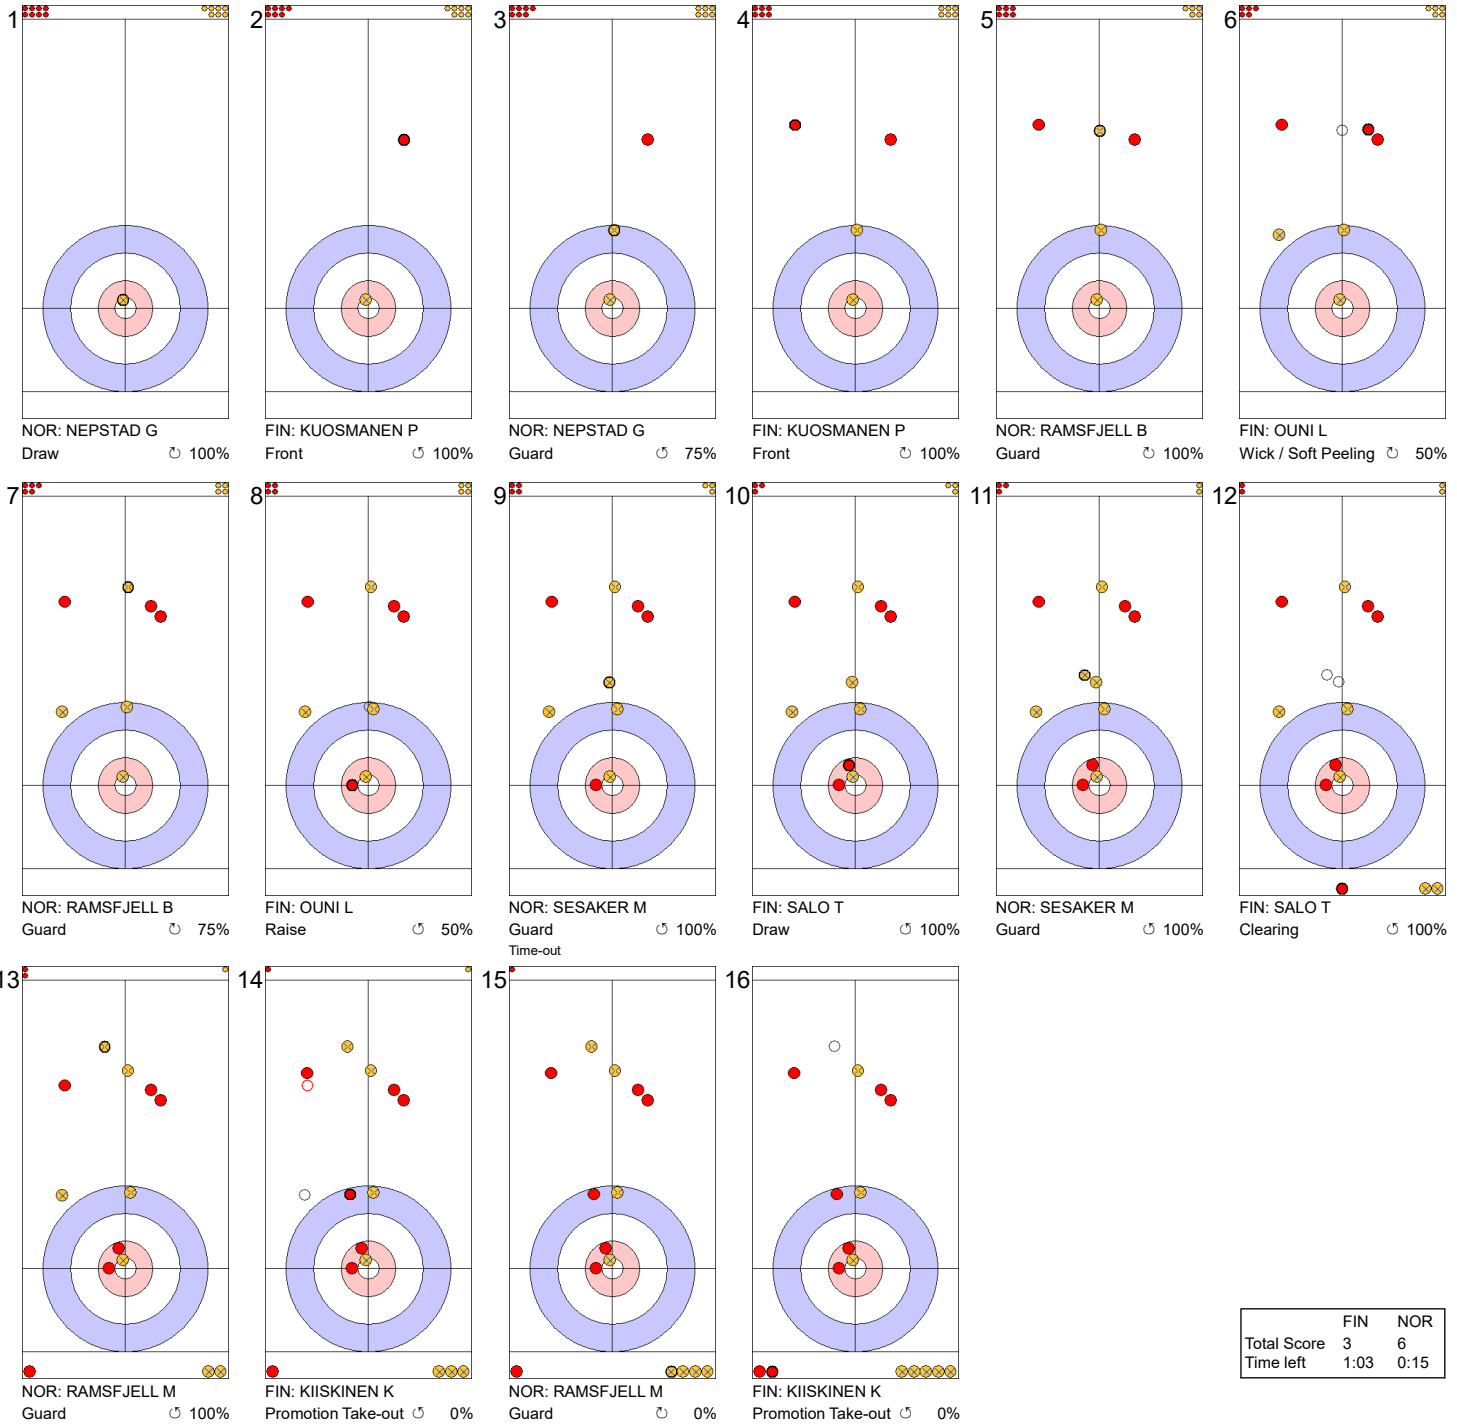 1 2 3 4 5 6
NOR: NEPSTAD G FIN: KUOSMANEN P NOR: NEPSTAD G FIN: KUOSMANEN P NOR: RAMSFJELL B FIN: OUNI L
Draw ↻ 100% Front ↺ 100% Guard ↺ 75% Front ↺ 100% Guard ↺ 100% Wick / Soft Peeling ↻ 50%
7 8 9 10 11 12
NOR: RAMSFJELL B FIN: OUNI L NOR: SESAKER M FIN: SALO T NOR: SESAKER M FIN: SALO T
Guard ↻ 75% Raise ↺ 50% Guard ↺ 100% Draw ↺ 100% Guard ↺ 100% Clearing ↺ 100%
Time-out
13 14 15 16
FIN NOR
Total Score 3 6
Time left 1:03 0:15
NOR: RAMSFJELL M FIN: KIISKINEN K NOR: RAMSFJELL M FIN: KIISKINEN K
Guard ↺ 100% Promotion Take-out ↺ 0% Guard ↻ 0% Promotion Take-out ↺ 0%